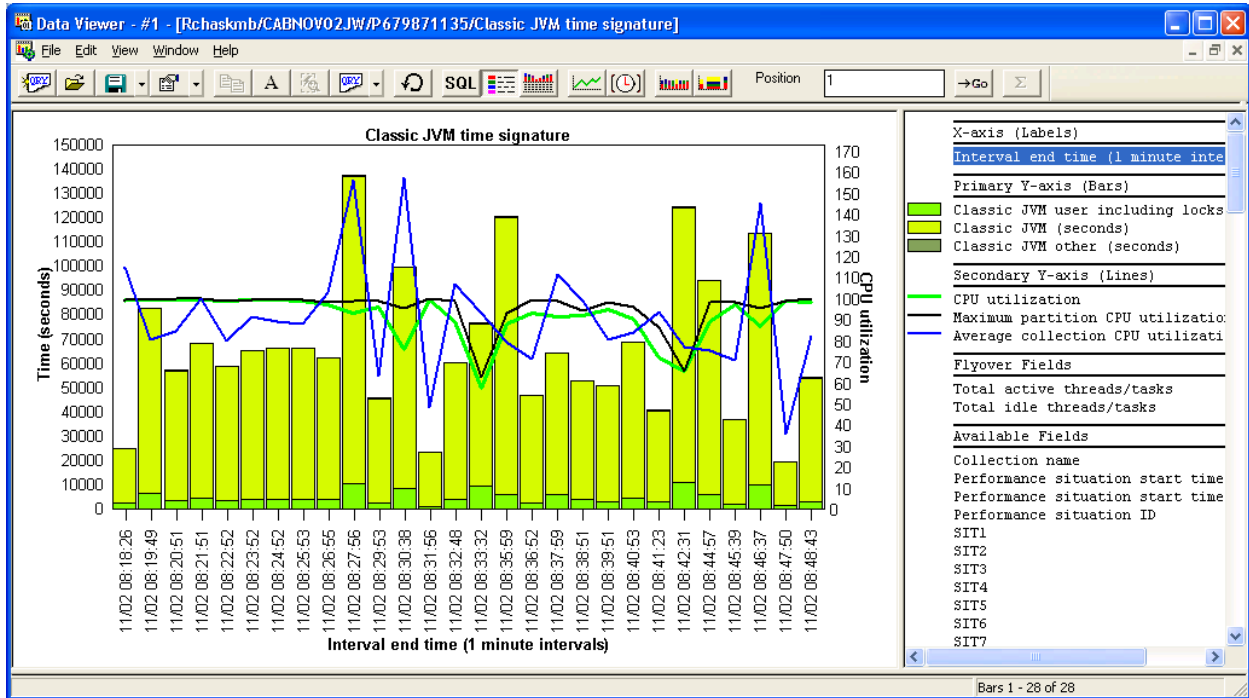 Data Viewer - #1 - [Rchaskmb/CABNOV02JW/P679871135/Classic JVM time signature]
File Edit View Window Help
QRY A QRY SQL Position 1 →Go Σ
Classic JVM time signature
Time (seconds)
150000
140000
130000
120000
110000
100000
90000
80000
70000
60000
50000
40000
30000
20000
10000
0
170
160
150
140
130
120
110
100
90
80
70
60
50
40
30
20
10
0
CPU utilization
11/02 08:18:26
11/02 08:19:49
11/02 08:20:51
11/02 08:21:51
11/02 08:22:52
11/02 08:23:52
11/02 08:24:52
11/02 08:25:53
11/02 08:26:55
11/02 08:27:56
11/02 08:29:53
11/02 08:30:38
11/02 08:31:56
11/02 08:32:48
11/02 08:33:32
11/02 08:35:59
11/02 08:36:52
11/02 08:37:59
11/02 08:38:51
11/02 08:39:51
11/02 08:40:53
11/02 08:41:23
11/02 08:42:31
11/02 08:44:57
11/02 08:45:39
11/02 08:46:37
11/02 08:47:50
11/02 08:48:43
Interval end time (1 minute intervals)
X-axis (Labels)
Interval end time (1 minute inte
Primary Y-axis (Bars)
Classic JVM user including locks
Classic JVM (seconds)
Classic JVM other (seconds)
Secondary Y-axis (Lines)
CPU utilization
Maximum partition CPU utilizatio
Average collection CPU utilizati
Flyover Fields
Total active threads/tasks
Total idle threads/tasks
Available Fields
Collection name
Performance situation start time
Performance situation start time
Performance situation ID
SIT1
SIT2
SIT3
SIT4
SIT5
SIT6
SIT7
Bars 1 - 28 of 28